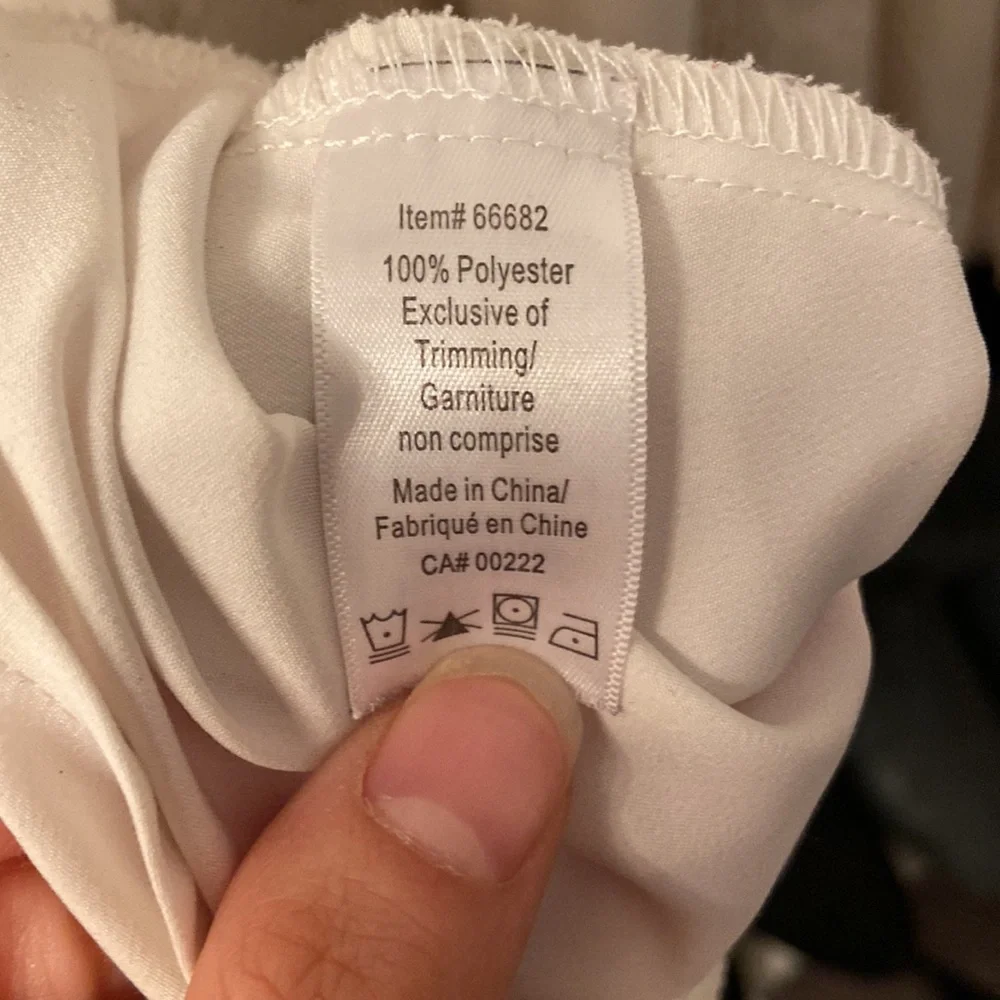 Item# 66682
100% Polyester
Exclusive of
Trimming/
Garniture
non comprise
Made in China/
Fabriqué en Chine
CA# 00222